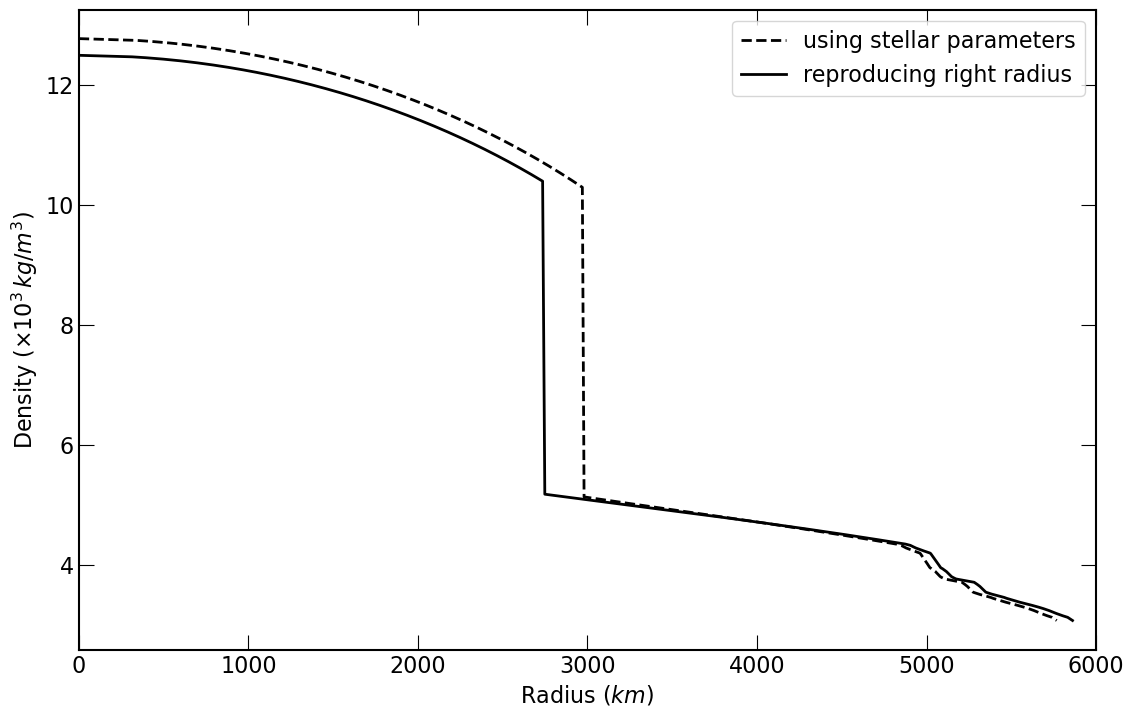 using stellar parameters
reproducing right radius
12
10
8
6
4
Density (×10³ kg/m³)
0 1000 2000 3000 4000 5000 6000
Radius (km)